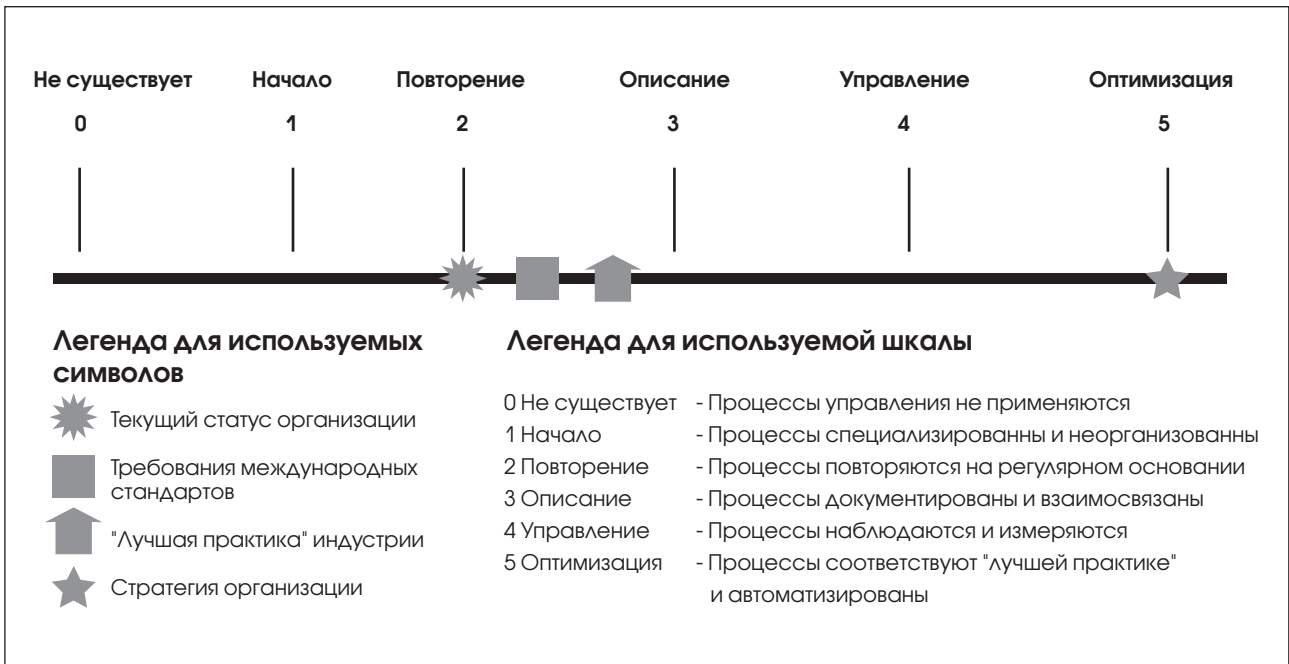 Не существует Начало Повторение Описание Управление Оптимизация
0 1 2 3 4 5
Легенда для используемых
символов
Текущий статус организации
Требования международных
стандартов
"Лучшая практика" индустрии
Стратегия организации
Легенда для используемой шкалы
0 Не существует - Процессы управления не применяются
1 Начало - Процессы специализированны и неорганизованны
2 Повторение - Процессы повторяются на регулярном основании
3 Описание - Процессы документированы и взаимосвязаны
4 Управление - Процессы наблюдаются и измеряются
5 Оптимизация - Процессы соответствуют "лучшей практике"
и автоматизированы